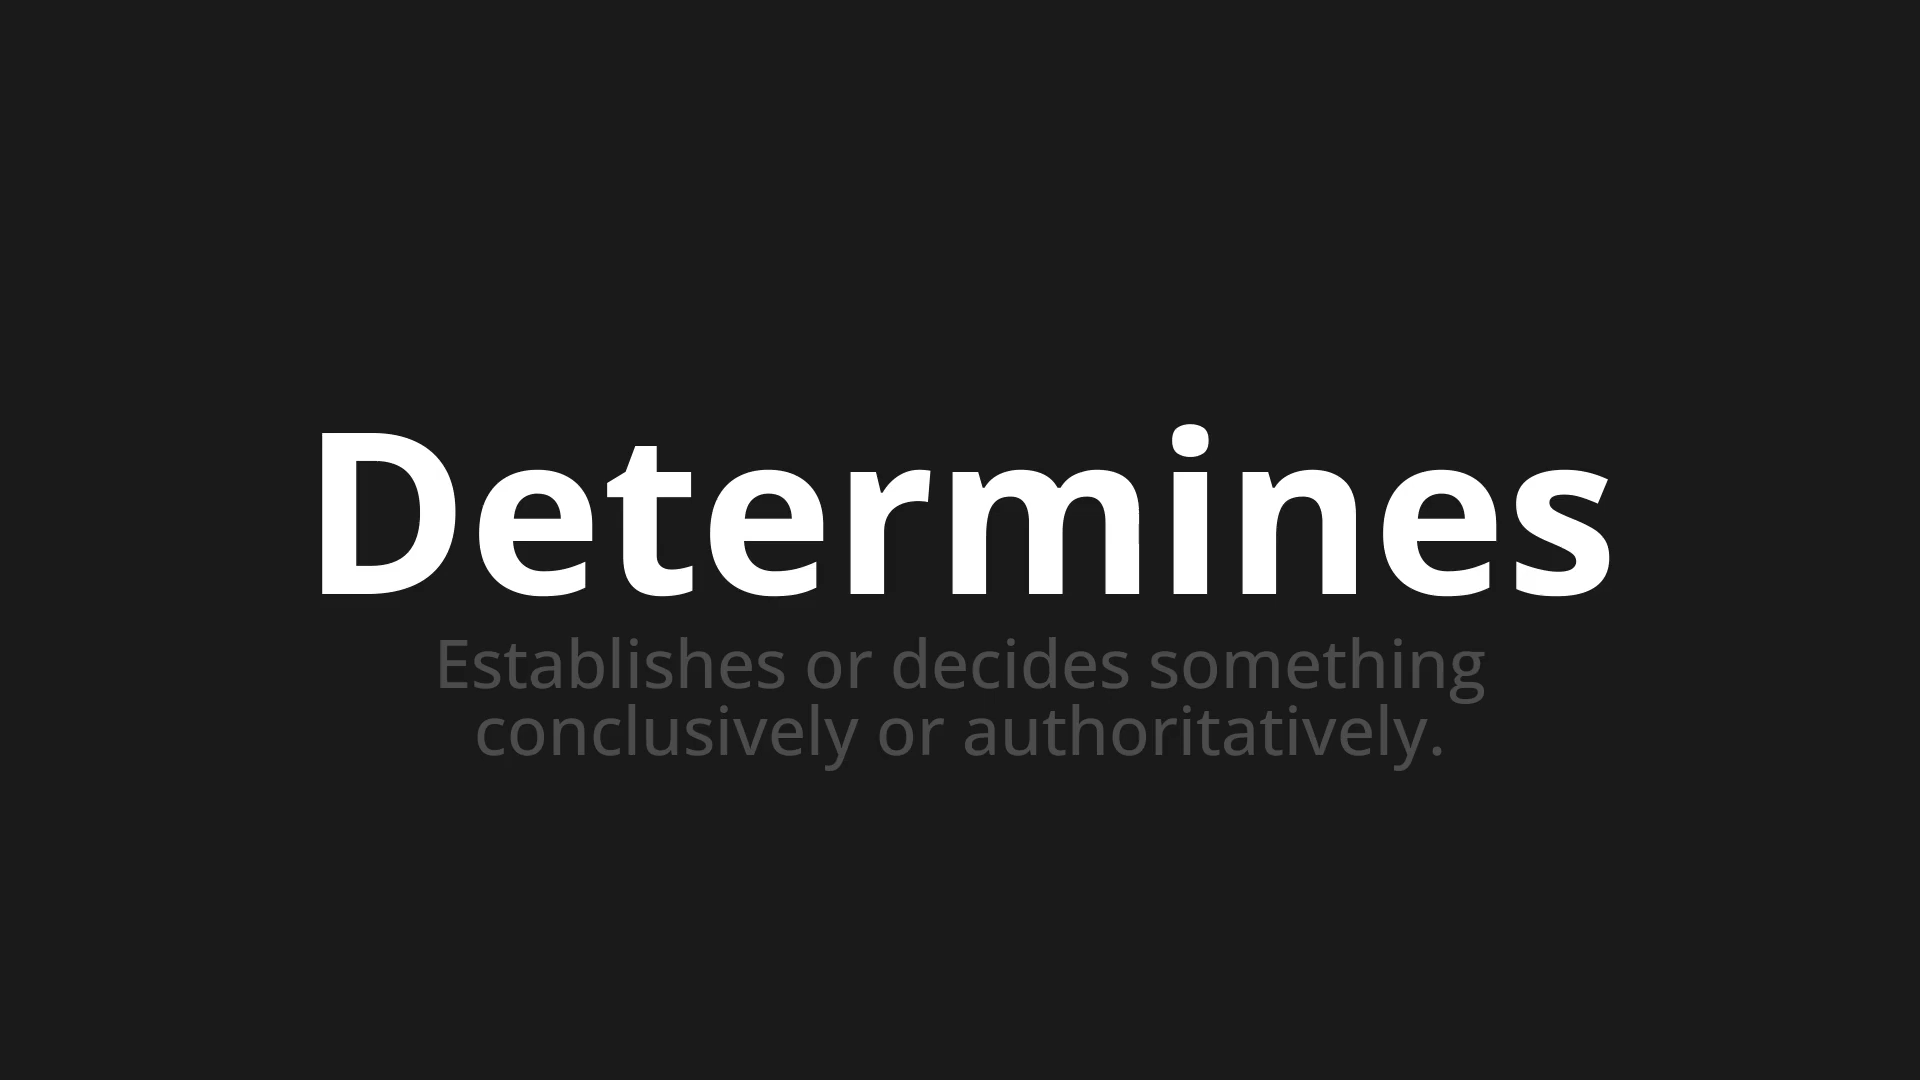 Determines
Establishes or decides something
conclusively or authoritatively.